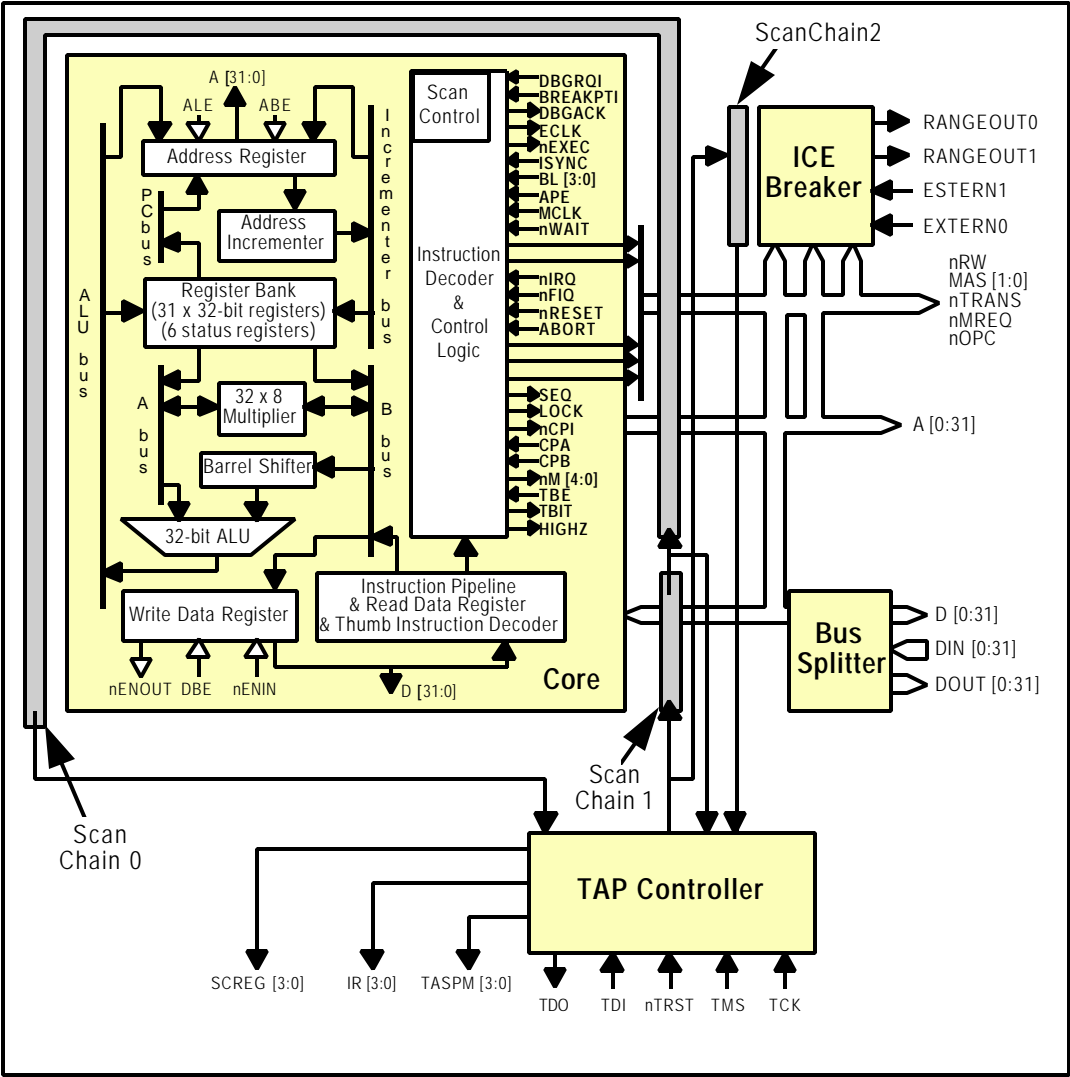 ScanChain2
A [31:0]
ALE
ABE
Address Register
Incrementer bus
PCbus
Address
Incrementer
ALU bus
Register Bank
(31 x 32-bit registers)
(6 status registers)
A bus
32 x 8
Multiplier
B bus
Barrel Shifter
32-bit ALU
Write Data Register
Instruction Pipeline
& Read Data Register
& Thumb Instruction Decoder
nENOUT
DBE
nENIN
D [31:0]
Core
Scan
Control
Instruction
Decoder
&
Control
Logic
DBGRQI
BREAKPTI
DBGACK
ECLK
nEXEC
ISYNC
BL [3:0]
APE
MCLK
nWAIT
nIRQ
nFIQ
nRESET
ABORT
SEQ
LOCK
nCPI
CPA
CPB
nM [4:0]
TBE
TBIT
HIGHZ
ICE
Breaker
RANGEOUT0
RANGEOUT1
ESTERN1
EXTERN0
nRW
MAS [1:0]
nTRANS
nMREQ
nOPC
A [0:31]
Bus
Splitter
D [0:31]
DIN [0:31]
DOUT [0:31]
Scan
Chain 0
Scan
Chain 1
TAP Controller
SCREG [3:0]
IR [3:0]
TASPM [3:0]
TDO
TDI
nTRST
TMS
TCK